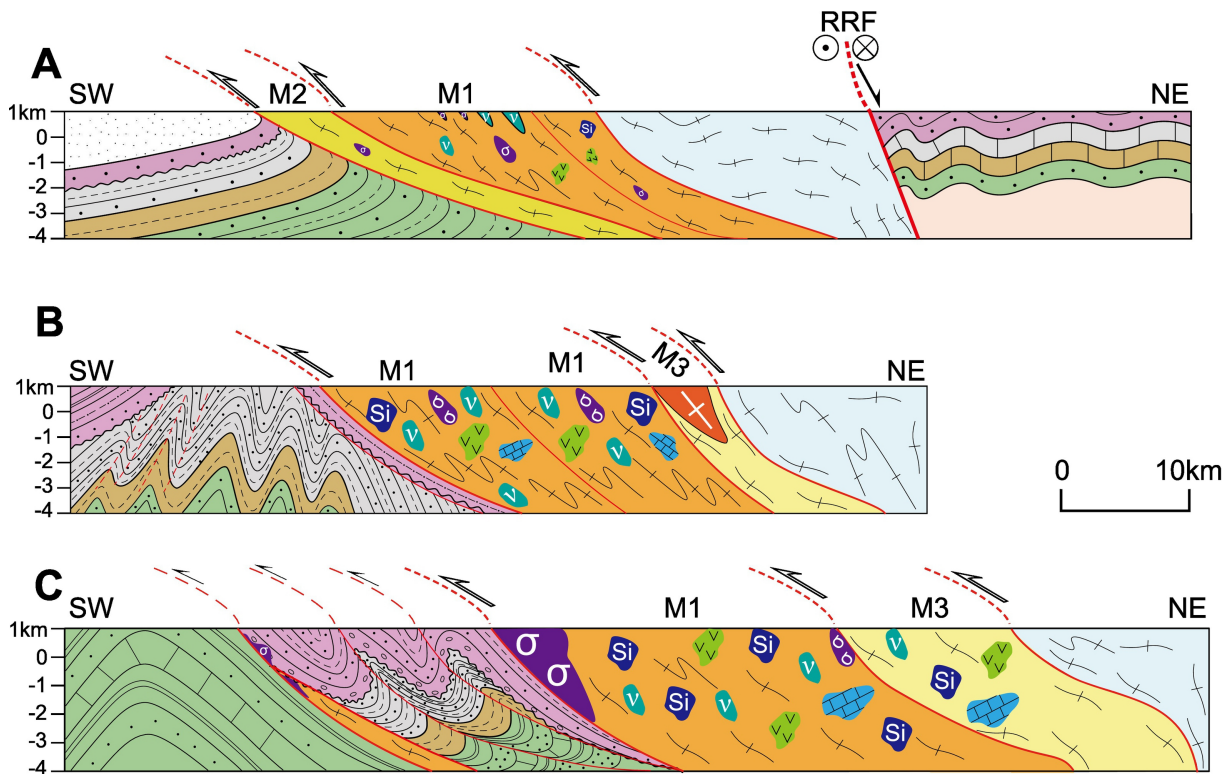 RRF
A
SW M2 M1 NE
1km
0
-1
-2
-3
-4
σ σ ν ν Si
ν σ σ
σ
B
SW M1 M1 M3 NE
1km
0
-1
-2
-3
-4
Si σ σ ν ν σ σ Si
ν ν
ν
0 10km
C
SW M1 M3 NE
1km
0
-1
-2
-3
-4
σ σ σ Si Si σ σ ν
ν Si ν ν Si
Si